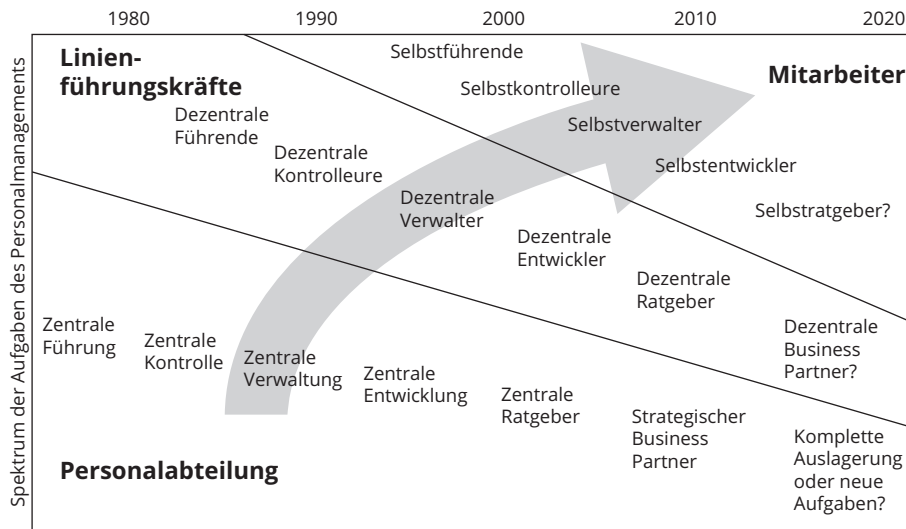 1980 1990 2000 2010 2020
Spektrum der Aufgaben des Personalmanagements
Linien-
führungskräfte
Mitarbeiter
Selbstführende
Selbstkontrolleure
Selbstverwalter
Selbstentwickler
Selbstratgeber?
Dezentrale
Führende
Dezentrale
Kontrolleure
Dezentrale
Verwalter
Dezentrale
Entwickler
Dezentrale
Ratgeber
Dezentrale
Business
Partner?
Zentrale
Führung
Zentrale
Kontrolle
Zentrale
Verwaltung
Zentrale
Entwicklung
Zentrale
Ratgeber
Strategischer
Business
Partner
Komplette
Auslagerung
oder neue
Aufgaben?
Personalabteilung